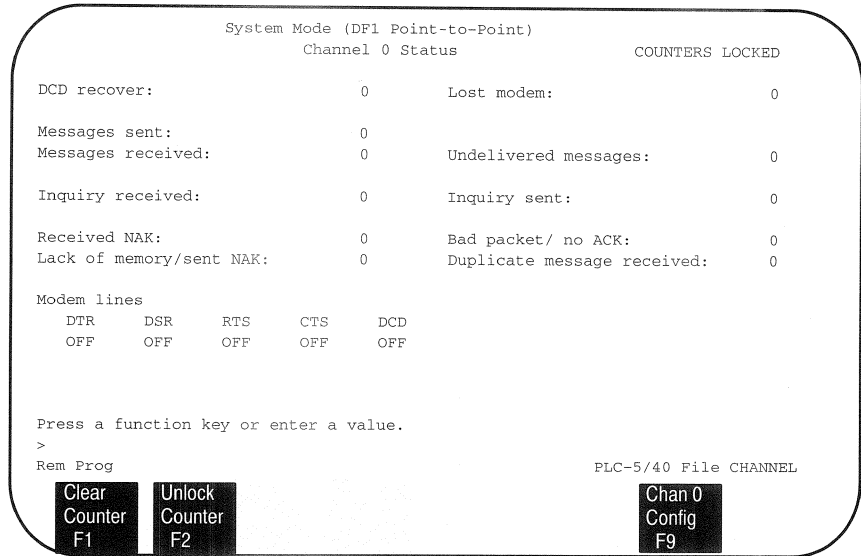 System Mode (DF1 Point-to-Point)
Channel 0 Status COUNTERS LOCKED
DCD recover: 0 Lost modem: 0
Messages sent: 0
Messages received: 0 Undelivered messages: 0
Inquiry received: 0 Inquiry sent: 0
Received NAK: 0 Bad packet/ no ACK: 0
Lack of memory/sent NAK: 0 Duplicate message received: 0
Modem lines
DTR DSR RTS CTS DCD
OFF OFF OFF OFF OFF
Press a function key or enter a value.
>
Rem Prog PLC-5/40 File CHANNEL
Clear Unlock Chan 0
Counter Counter Config
F1 F2 F9